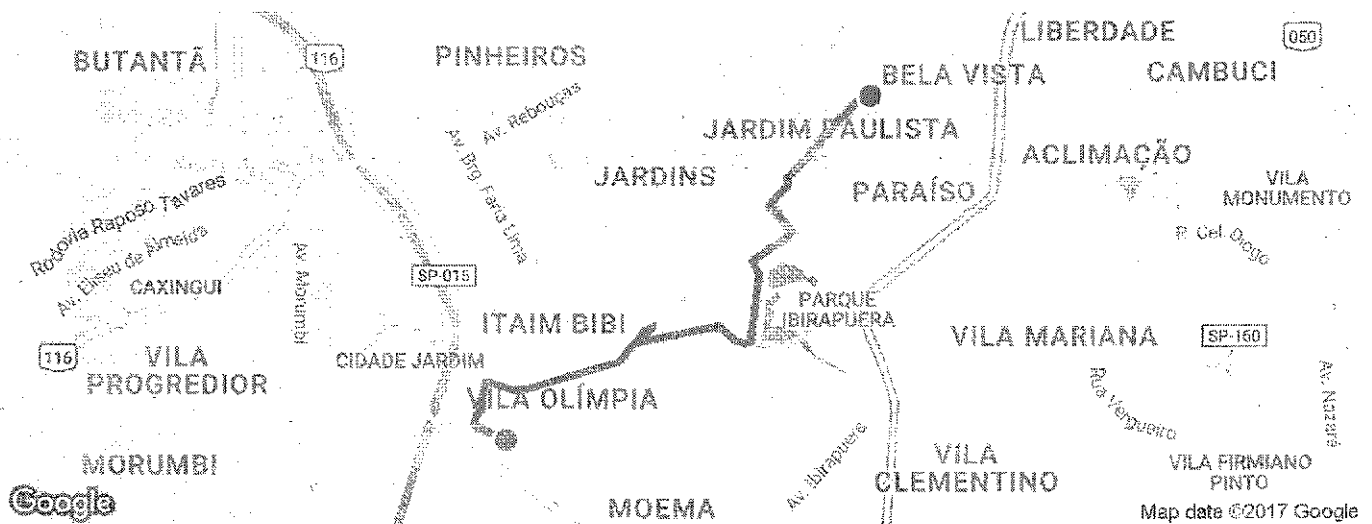 LIBERDADE
050
BUTANTÃ
116
PINHEIROS
BELA VISTA
CAMBUCI
Av. Rebouças
JARDIM PAULISTA
Av. Brg. Faria Lima
ACLIMAÇÃO
JARDINS
PARAÍSO
VILA
MONUMENTO
Rodovia Raposo Tavares
Av. Eliseu de Almeida
R. Cel. Diogo
Av. Morumbi
SP-015
CAXINGUI
PARQUE
IBIRAPUERA
ITAIM BIBI
VILA MARIANA
SP-160
116
VILA
PROGREDIOR
CIDADE JARDIM
VILA OLÍMPIA
Rua Vergueiro
Av. Nazaré
Av. Ibirapuera
MORUMBI
VILA
CLEMENTINO
VILA FIRMIANO
PINTO
Google
MOEMA
Map data ©2017 Google